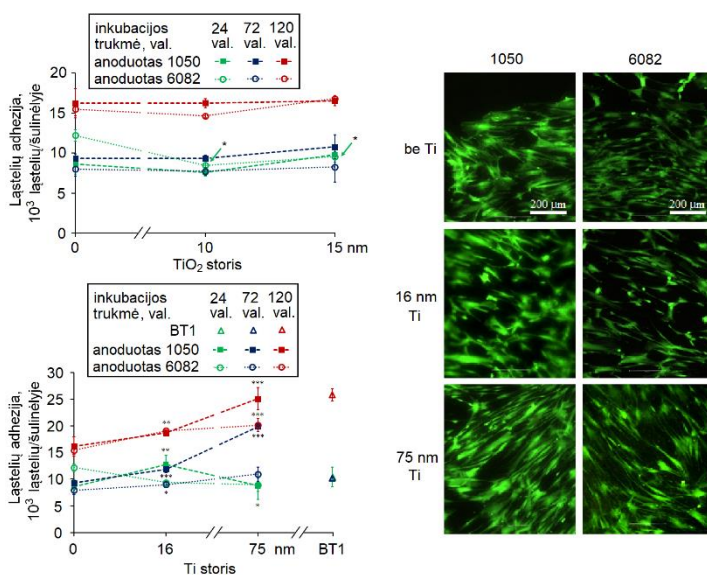 inkubacijos 24 72 120
trukmė, val. val. val. val.
anoduotas 1050
anoduotas 6082
Ląstelių adhezija,
10³ ląstelių/šulinėlyje
20
15
10
5
0
*
*
0 10 15 nm
TiO₂ storis
inkubacijos 24 72 120
trukmė, val. val. val. val.
BT1
anoduotas 1050
anoduotas 6082
Ląstelių adhezija,
10³ ląstelių/šulinėlyje
30
25
20
15
10
5
0
**
**
***
*
***
***
***
*
0 16 75 nm BT1
Ti storis
1050 6082
be Ti
200 µm 200 µm
16 nm
Ti
75 nm
Ti